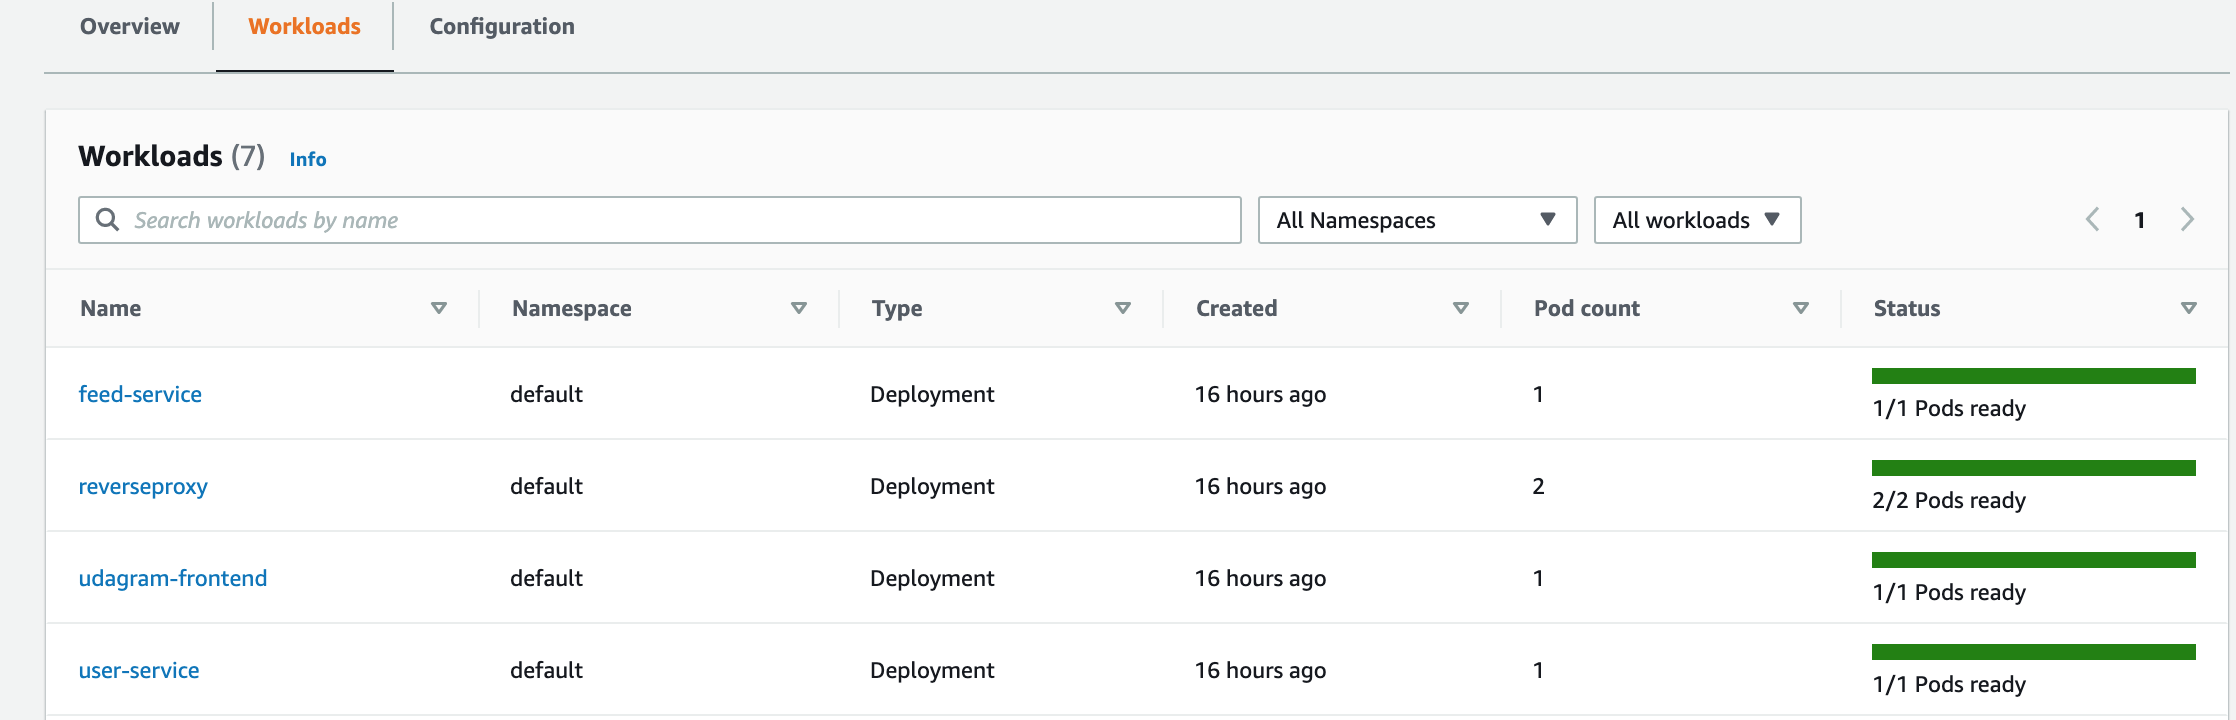 Overview Workloads Configuration
Workloads (7) Info
Search workloads by name All Namespaces All workloads 1
Name Namespace Type Created Pod count Status
feed-service default Deployment 16 hours ago 1 1/1 Pods ready
reverseproxy default Deployment 16 hours ago 2 2/2 Pods ready
udagram-frontend default Deployment 16 hours ago 1 1/1 Pods ready
user-service default Deployment 16 hours ago 1 1/1 Pods ready